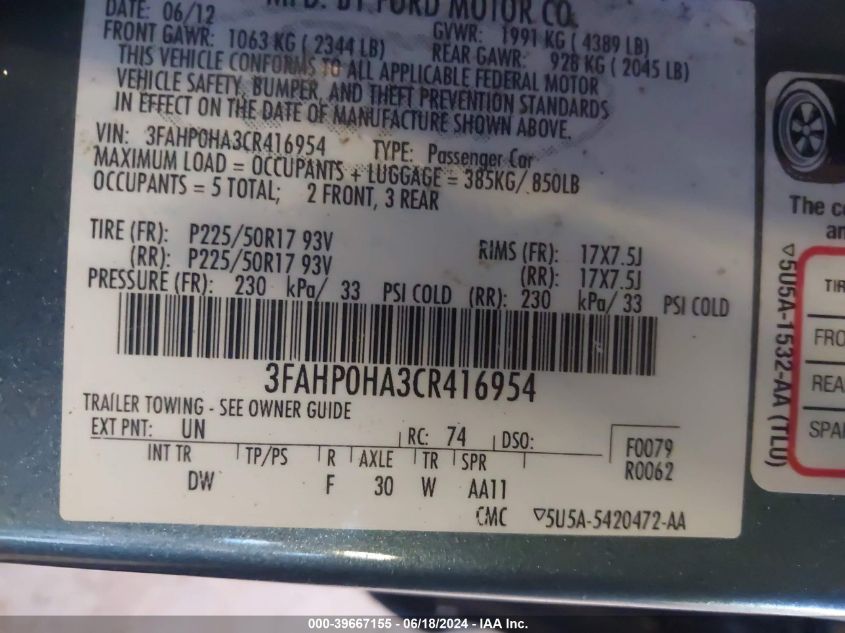 MFD. BY FORD MOTOR CO.
DATE: 06/12 GVWR: 1991 KG ( 4389 LB)
FRONT GAWR: 1063 KG ( 2344 LB) REAR GAWR: 928 KG ( 2045 LB)
THIS VEHICLE CONFORMS TO ALL APPLICABLE FEDERAL MOTOR
VEHICLE SAFETY, BUMPER, AND THEFT PREVENTION STANDARDS
IN EFFECT ON THE DATE OF MANUFACTURE SHOWN ABOVE.
VIN: 3FAHP0HA3CR416954 TYPE: Passenger Car
MAXIMUM LOAD = OCCUPANTS + LUGGAGE = 385KG/ 850LB
OCCUPANTS = 5 TOTAL; 2 FRONT, 3 REAR
TIRE (FR): P225/50R17 93V RIMS (FR): 17X7.5J
(RR): P225/50R17 93V (RR): 17X7.5J
PRESSURE (FR): 230 kPa/ 33 PSI COLD (RR): 230 kPa/ 33 PSI COLD
3FAHP0HA3CR416954
TRAILER TOWING - SEE OWNER GUIDE
EXT PNT: UN RC: 74 DSO: F0079
INT TR TP/PS R AXLE TR SPR R0062
DW F 30 W AA11
CMC ▽5U5A-5420472-AA
▽5U5A-1532-AA (TLU)
The co
an
TIR
FRO
REA
SPA
000-39667155 - 06/18/2024 - IAA, Inc.